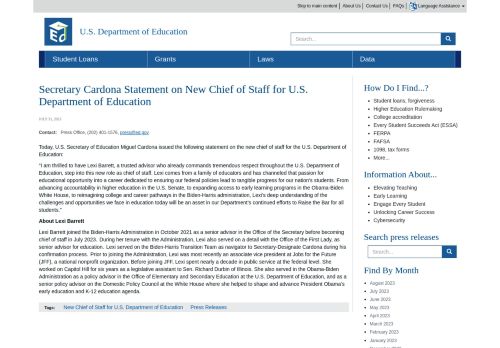 Skip to main content | About Us | Contact Us | FAQs | Language Assistance
U.S. Department of Education
Search...
Student Loans
Grants
Laws
Data
Secretary Cardona Statement on New Chief of Staff for U.S.
Department of Education
JULY 31, 2023
Contact: Press Office, (202) 401-1576, press@ed.gov
Today, U.S. Secretary of Education Miguel Cardona issued the following statement on the new chief of staff for the U.S. Department of
Education:
"I am thrilled to have Lexi Barrett, a trusted advisor who already commands tremendous respect throughout the U.S. Department of
Education, step into this new role as chief of staff. Lexi comes from a family of educators and has channeled that passion for
educational opportunity into a career dedicated to ensuring our federal policies lead to tangible progress for our nation's students. From
advancing accountability in higher education in the U.S. Senate, to expanding access to early learning programs in the Obama-Biden
White House, to reimagining college and career pathways in the Biden-Harris administration, Lexi's deep understanding of the
challenges and opportunities we face in education today will be an asset in our Department's continued efforts to Raise the Bar for all
students."
About Lexi Barrett
Lexi Barrett joined the Biden-Harris Administration in October 2021 as a senior advisor in the Office of the Secretary before becoming
chief of staff in July 2023. During her tenure with the Administration, Lexi also served on a detail with the Office of the First Lady, as
senior advisor for education. Lexi served on the Biden-Harris Transition Team as navigator to Secretary-Designate Cardona during his
confirmation process. Prior to joining the Administration, Lexi was most recently an associate vice president at Jobs for the Future
(JFF), a national nonprofit organization. Before joining JFF, Lexi spent nearly a decade in public service at the federal level. She
worked on Capitol Hill for six years as a legislative assistant to Sen. Richard Durbin of Illinois. She also served in the Obama-Biden
Administration as a policy advisor in the Office of Elementary and Secondary Education at the U.S. Department of Education, and as a
senior policy advisor on the Domestic Policy Council at the White House where she helped to shape and advance President Obama's
early education and K-12 education agenda.
Tags: New Chief of Staff for U.S. Department of Education Press Releases
How Do I Find...?
Student loans, forgiveness
Higher Education Rulemaking
College accreditation
Every Student Succeeds Act (ESSA)
FERPA
FAFSA
1098, tax forms
More...
Information About...
Elevating Teaching
Early Learning
Engage Every Student
Unlocking Career Success
Cybersecurity
Search press releases
Search...
Find By Month
August 2023
July 2023
June 2023
May 2023
April 2023
March 2023
February 2023
January 2023
December 2022